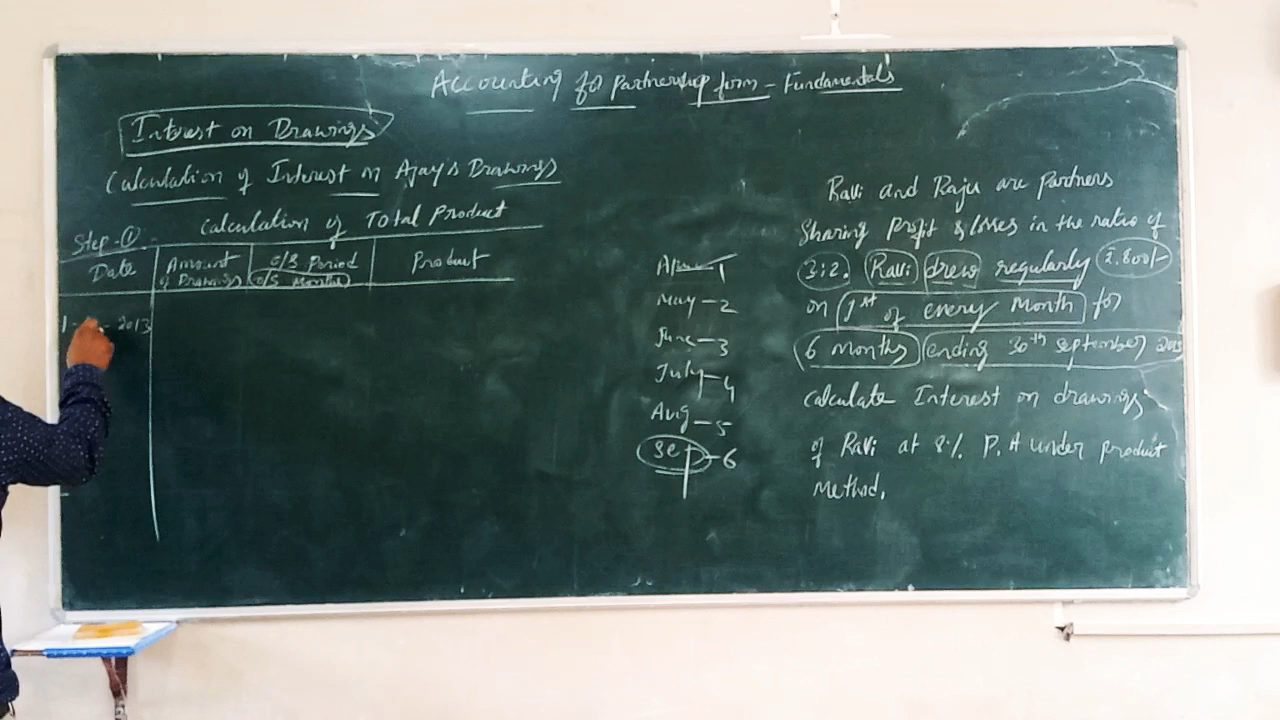 Accounting for Partnership form - Fundamentals
Interest on Drawings
Calculation of Interest on Ajay's Drawings
Step-①
Calculation of Total Product
Date
Amount of Drawings
O/S Period
O/S Months
Product
2013
April - 1
May - 2
June - 3
July - 4
Aug - 5
Sep - 6
Ravi and Raju are Partners
Sharing Profit & losses in the ratio of
3:2. Ravi drew regularly 800/-
on 1st of every Month for
6 months ending 30th september
Calculate Interest on drawings
of Ravi at 8% P.A under product
Method.